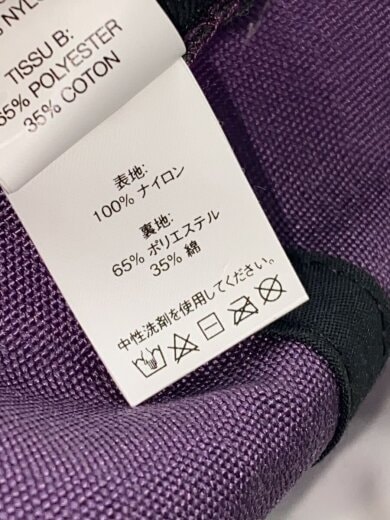 NYLON
TISSU B:
65% POLYESTER
35% COTON
表地:
100% ナイロン
裏地:
65% ポリエステル
35% 綿
中性洗剤を使用してください。